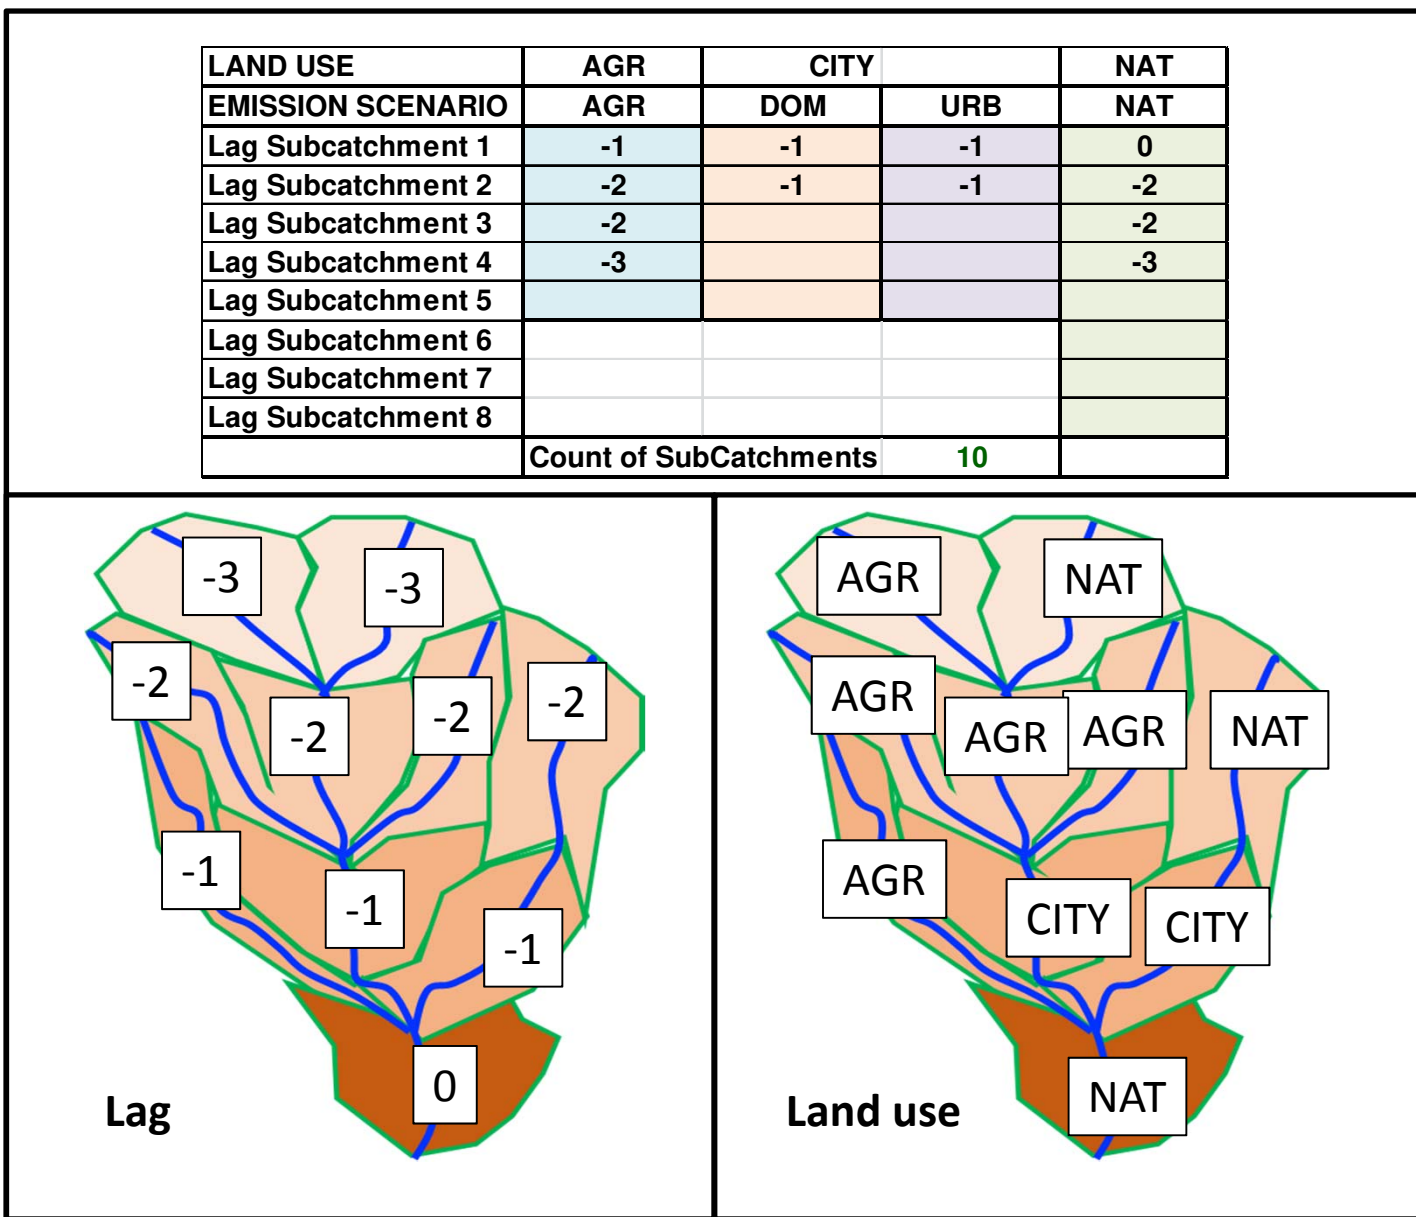 LAND USE AGR CITY NAT
EMISSION SCENARIO AGR DOM URB NAT
Lag Subcatchment 1 -1 -1 -1 0
Lag Subcatchment 2 -2 -1 -1 -2
Lag Subcatchment 3 -2 -2
Lag Subcatchment 4 -3 -3
Lag Subcatchment 5
Lag Subcatchment 6
Lag Subcatchment 7
Lag Subcatchment 8
Count of SubCatchments 10
-3 -3
-2 -2 -2 -2
-1 -1 -1
0
Lag
AGR NAT
AGR AGR AGR NAT
AGR CITY CITY
NAT
Land use